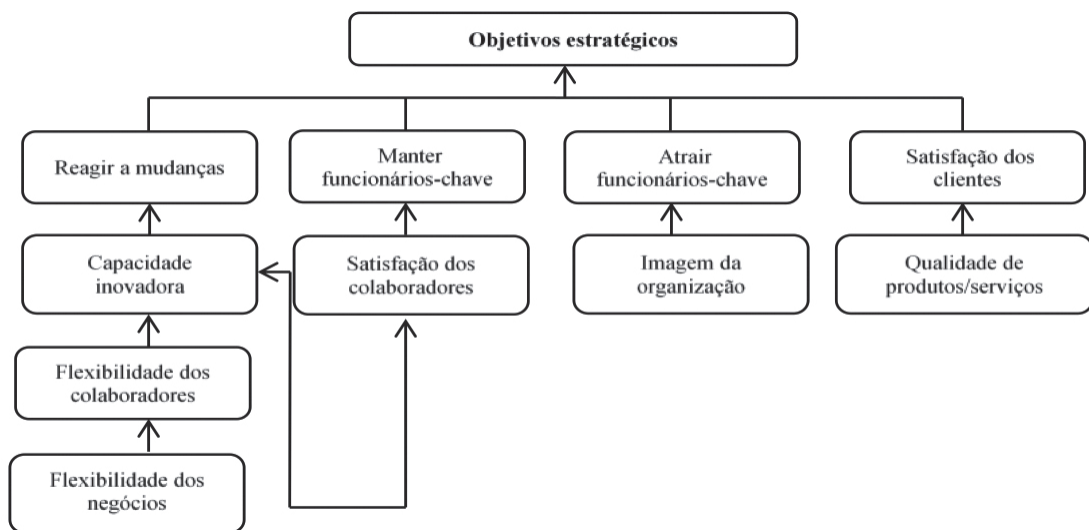 Objetivos estratégicos
Reagir a mudanças
Manter
funcionários-chave
Atrair
funcionários-chave
Satisfação dos
clientes
Capacidade
inovadora
Satisfação dos
colaboradores
Imagem da
organização
Qualidade de
produtos/serviços
Flexibilidade dos
colaboradores
Flexibilidade dos
negócios